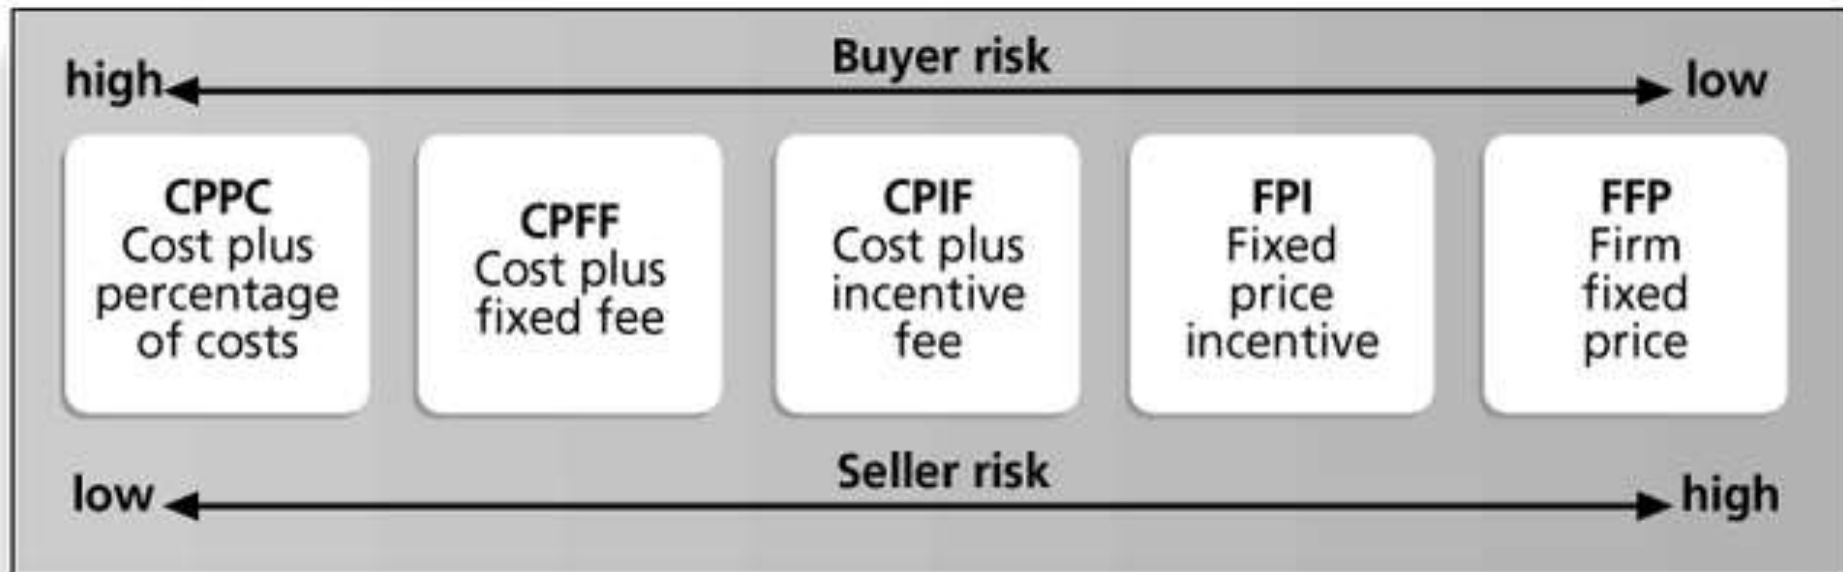 Buyer risk
high
low
CPPC
Cost plus
percentage
of costs
CPFF
Cost plus
fixed fee
CPIF
Cost plus
incentive
fee
FPI
Fixed
price
incentive
FFP
Firm
fixed
price
Seller risk
low
high